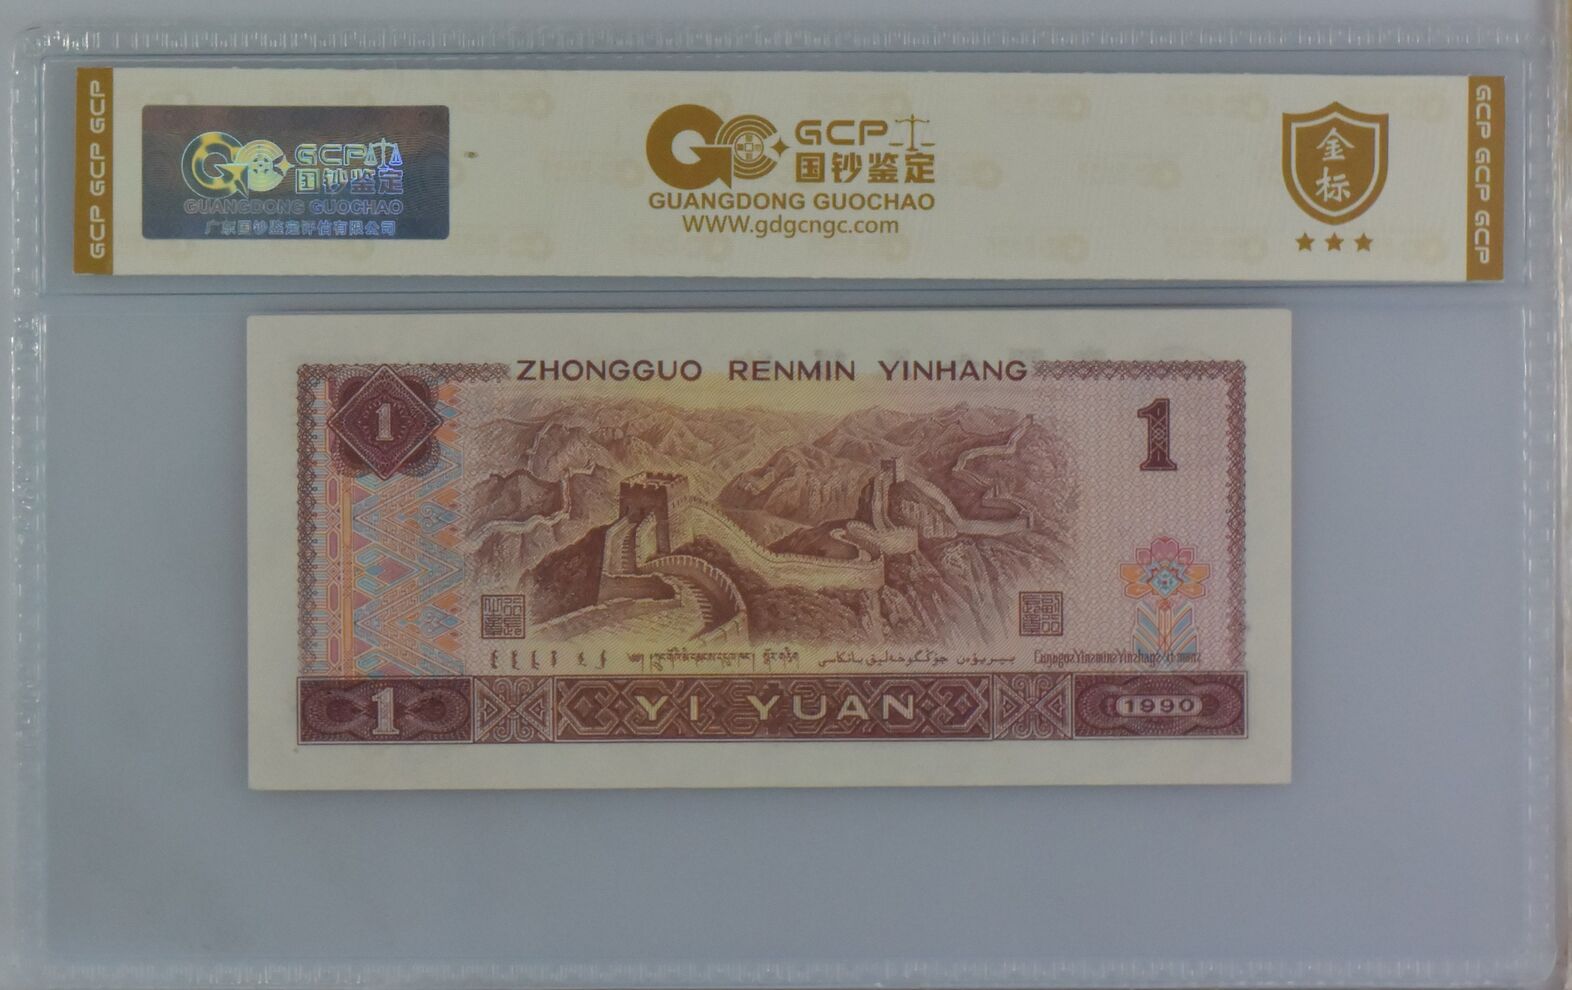 GCP GCP GCP
GCP
国钞鉴定
GUANGDONG GUOCHAO
广东国钞鉴定评估有限公司
GCP
国钞鉴定
GUANGDONG GUOCHAO
WWW.gdgcngc.com
金标
GCP GCP GCP
ZHONGGUO RENMIN YINHANG
1
1
1
YI YUAN
1990